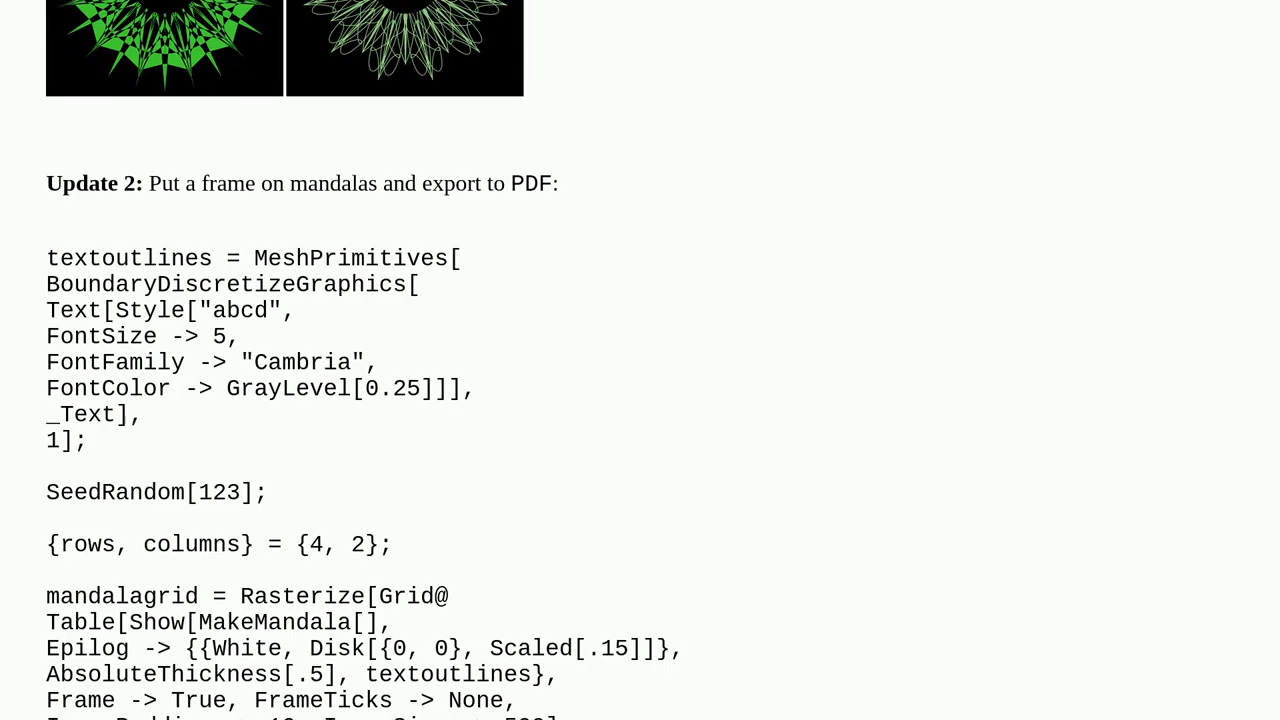 Update 2: Put a frame on mandalas and export to PDF:
textoutlines = MeshPrimitives[
BoundaryDiscretizeGraphics[
Text[Style["abcd",
FontSize -> 5,
FontFamily -> "Cambria",
FontColor -> GrayLevel[0.25]]],
_Text],
1];
SeedRandom[123];
{rows, columns} = {4, 2};
mandalagrid = Rasterize[Grid@
Table[Show[MakeMandala[],
Epilog -> {{White, Disk[{0, 0}, Scaled[.15]]},
AbsoluteThickness[.5], textoutlines},
Frame -> True, FrameTicks -> None,